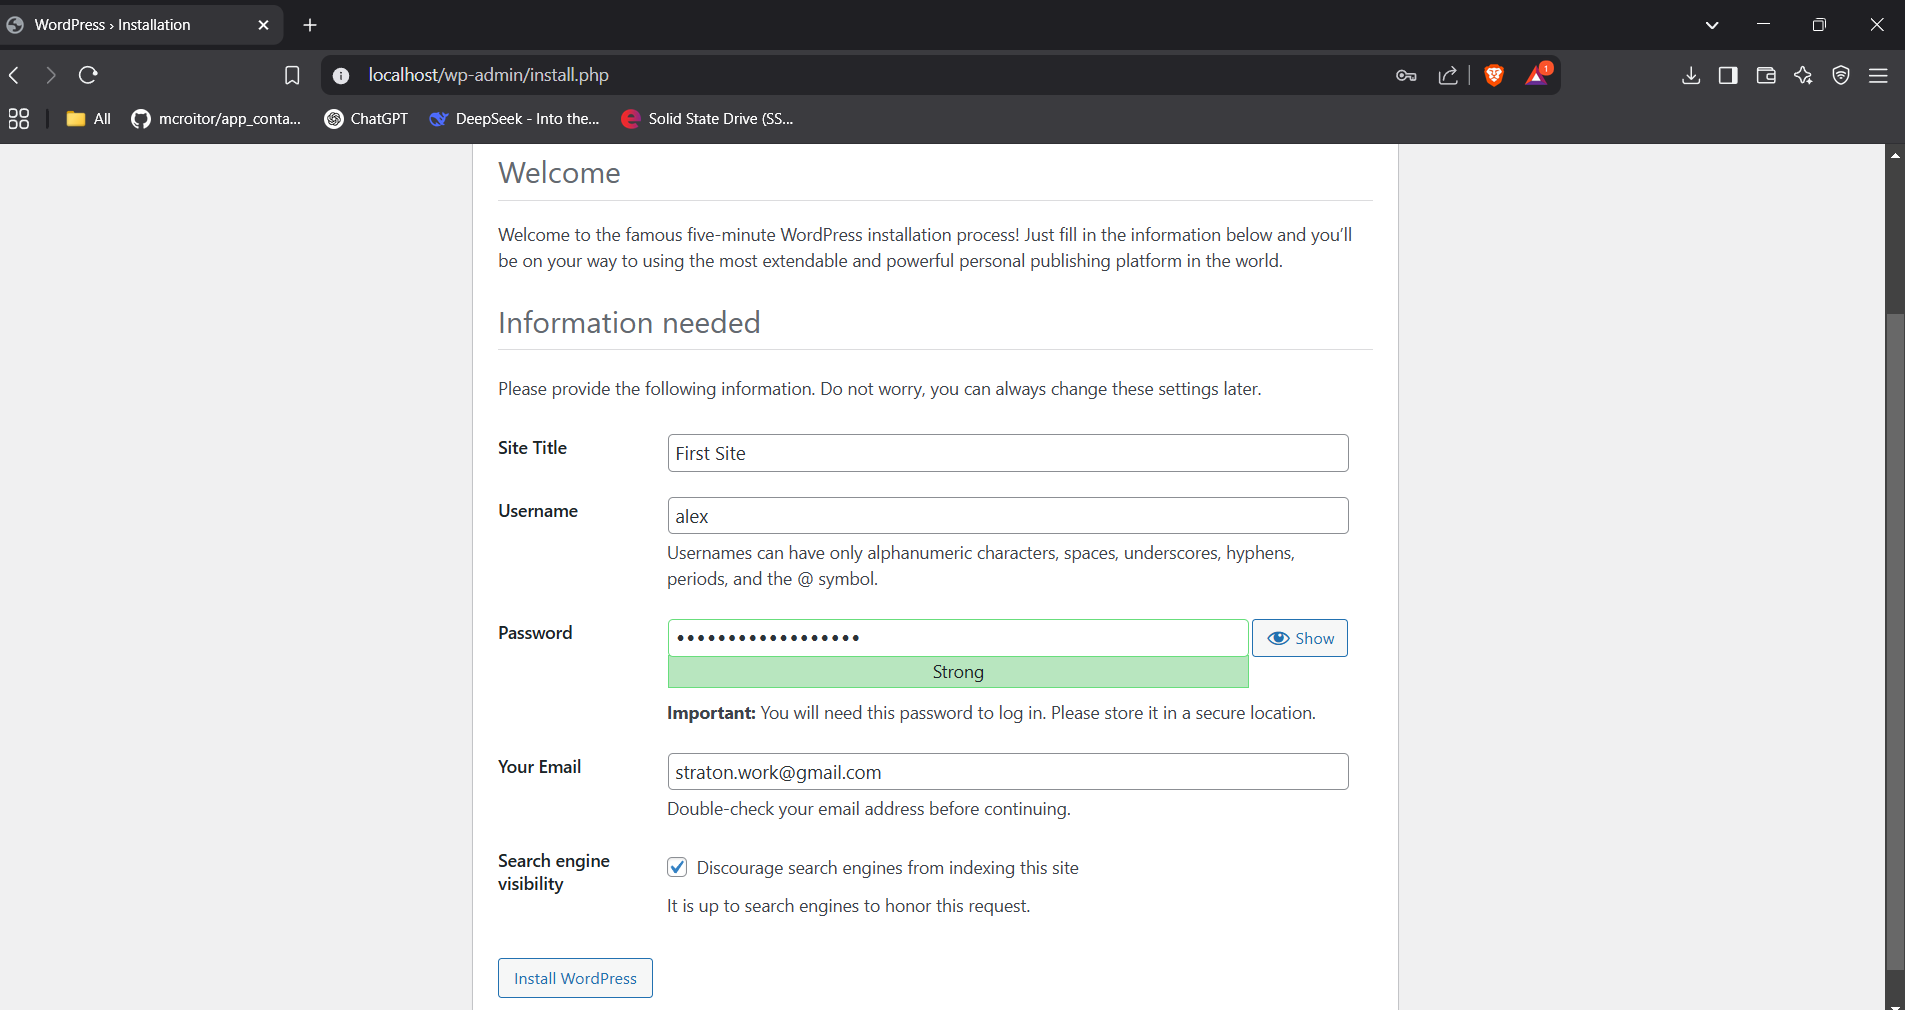 WordPress › Installation
localhost/wp-admin/install.php
1
All
mcroitor/app_conta...
ChatGPT
DeepSeek - Into the...
Solid State Drive (SS...
Welcome
Welcome to the famous five-minute WordPress installation process! Just fill in the information below and you’ll
be on your way to using the most extendable and powerful personal publishing platform in the world.
Information needed
Please provide the following information. Do not worry, you can always change these settings later.
Site Title
First Site
Username
alex
Usernames can have only alphanumeric characters, spaces, underscores, hyphens,
periods, and the @ symbol.
Password
••••••••••••••••••
Show
Strong
Important: You will need this password to log in. Please store it in a secure location.
Your Email
straton.work@gmail.com
Double-check your email address before continuing.
Search engine
visibility
Discourage search engines from indexing this site
It is up to search engines to honor this request.
Install WordPress